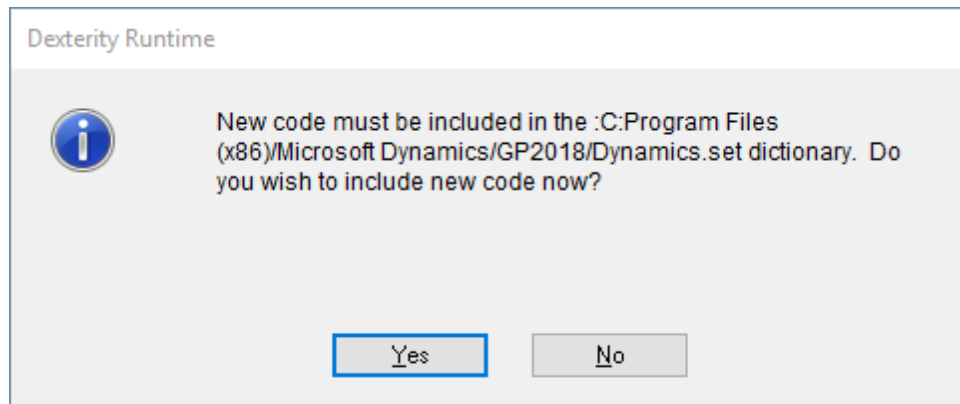 Dexterity Runtime
New code must be included in the :C:Program Files
(x86)/Microsoft Dynamics/GP2018/Dynamics.set dictionary.  Do
you wish to include new code now?
Yes
No